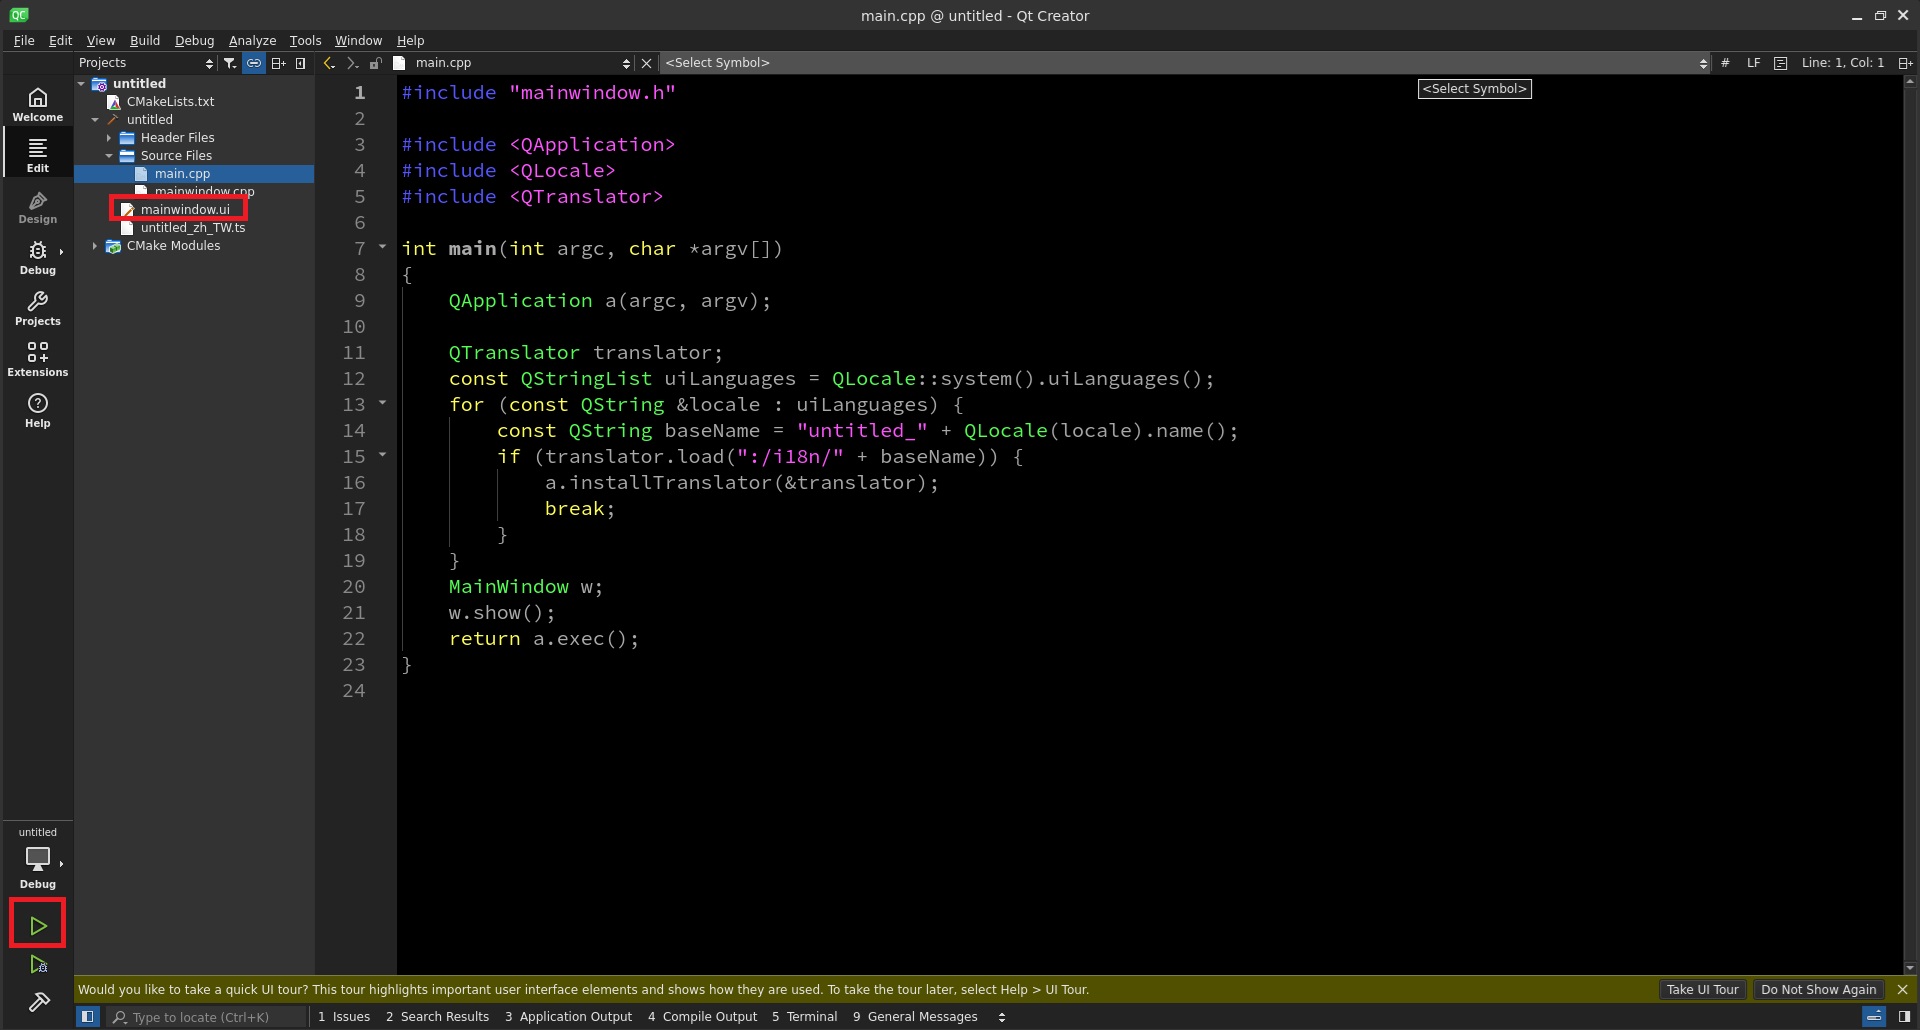 QC
main.cpp @ untitled - Qt Creator
File Edit View Build Debug Analyze Tools Window Help
Projects
main.cpp
<Select Symbol>
# LF Line: 1, Col: 1
<Select Symbol>
Welcome
Edit
Design
Debug
Projects
Extensions
Help
untitled
CMakeLists.txt
untitled
Header Files
Source Files
main.cpp
mainwindow.cpp
mainwindow.ui
untitled_zh_TW.ts
CMake Modules
1 #include "mainwindow.h"
2
3 #include <QApplication>
4 #include <QLocale>
5 #include <QTranslator>
6
7 int main(int argc, char *argv[])
8 {
9 QApplication a(argc, argv);
10
11 QTranslator translator;
12 const QStringList uiLanguages = QLocale::system().uiLanguages();
13 for (const QString &locale : uiLanguages) {
14 const QString baseName = "untitled_" + QLocale(locale).name();
15 if (translator.load(":/i18n/" + baseName)) {
16 a.installTranslator(&translator);
17 break;
18 }
19 }
20 MainWindow w;
21 w.show();
22 return a.exec();
23 }
24
untitled
Debug
Would you like to take a quick UI tour? This tour highlights important user interface elements and shows how they are used. To take the tour later, select Help > UI Tour.
Take UI Tour
Do Not Show Again
Type to locate (Ctrl+K)
1 Issues 2 Search Results 3 Application Output 4 Compile Output 5 Terminal 9 General Messages